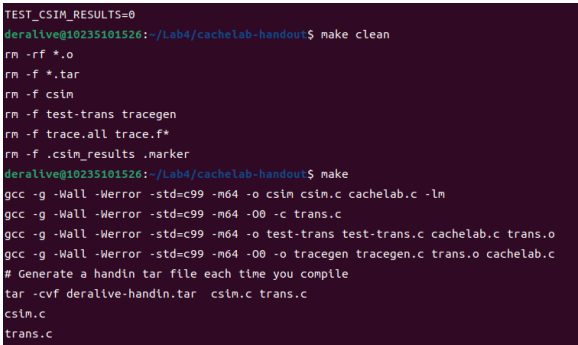 TEST_CSIM_RESULTS=0
deralive@10235101526:~/Lab4/cachelab-handout$ make clean
rm -rf *.o
rm -f *.tar
rm -f csim
rm -f test-trans tracegen
rm -f trace.all trace.f*
rm -f .csim_results .marker
deralive@10235101526:~/Lab4/cachelab-handout$ make
gcc -g -Wall -Werror -std=c99 -m64 -o csim csim.c cachelab.c -lm
gcc -g -Wall -Werror -std=c99 -m64 -O0 -c trans.c
gcc -g -Wall -Werror -std=c99 -m64 -o test-trans test-trans.c cachelab.c trans.o
gcc -g -Wall -Werror -std=c99 -m64 -O0 -o tracegen tracegen.c trans.o cachelab.c
# Generate a handin tar file each time you compile
tar -cvf deralive-handin.tar  csim.c trans.c
csim.c
trans.c